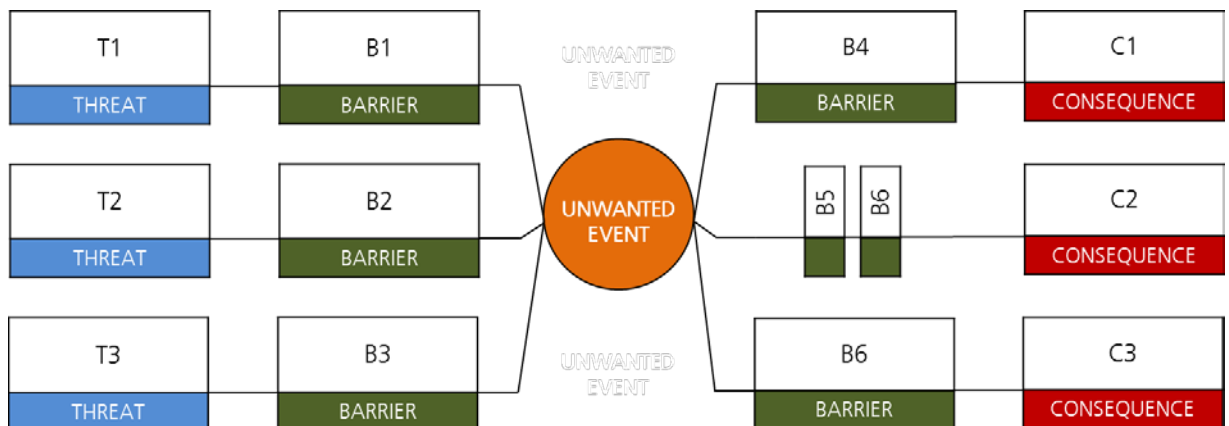 T1
THREAT
B1
BARRIER
UNWANTED
EVENT
B4
BARRIER
C1
CONSEQUENCE
T2
THREAT
B2
BARRIER
UNWANTED
EVENT
B5
B6
C2
CONSEQUENCE
T3
THREAT
B3
BARRIER
UNWANTED
EVENT
B6
BARRIER
C3
CONSEQUENCE